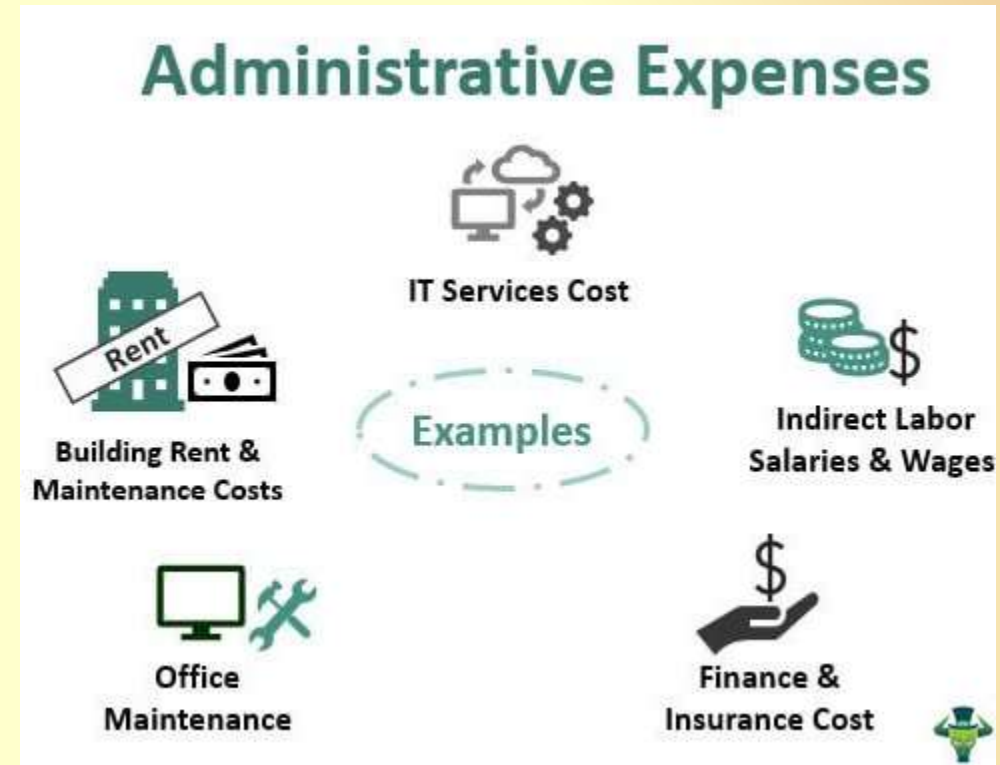 Administrative Expenses
IT Services Cost
Rent
Building Rent &
Maintenance Costs
Examples
$
Indirect Labor
Salaries & Wages
Office
Maintenance
$
Finance &
Insurance Cost